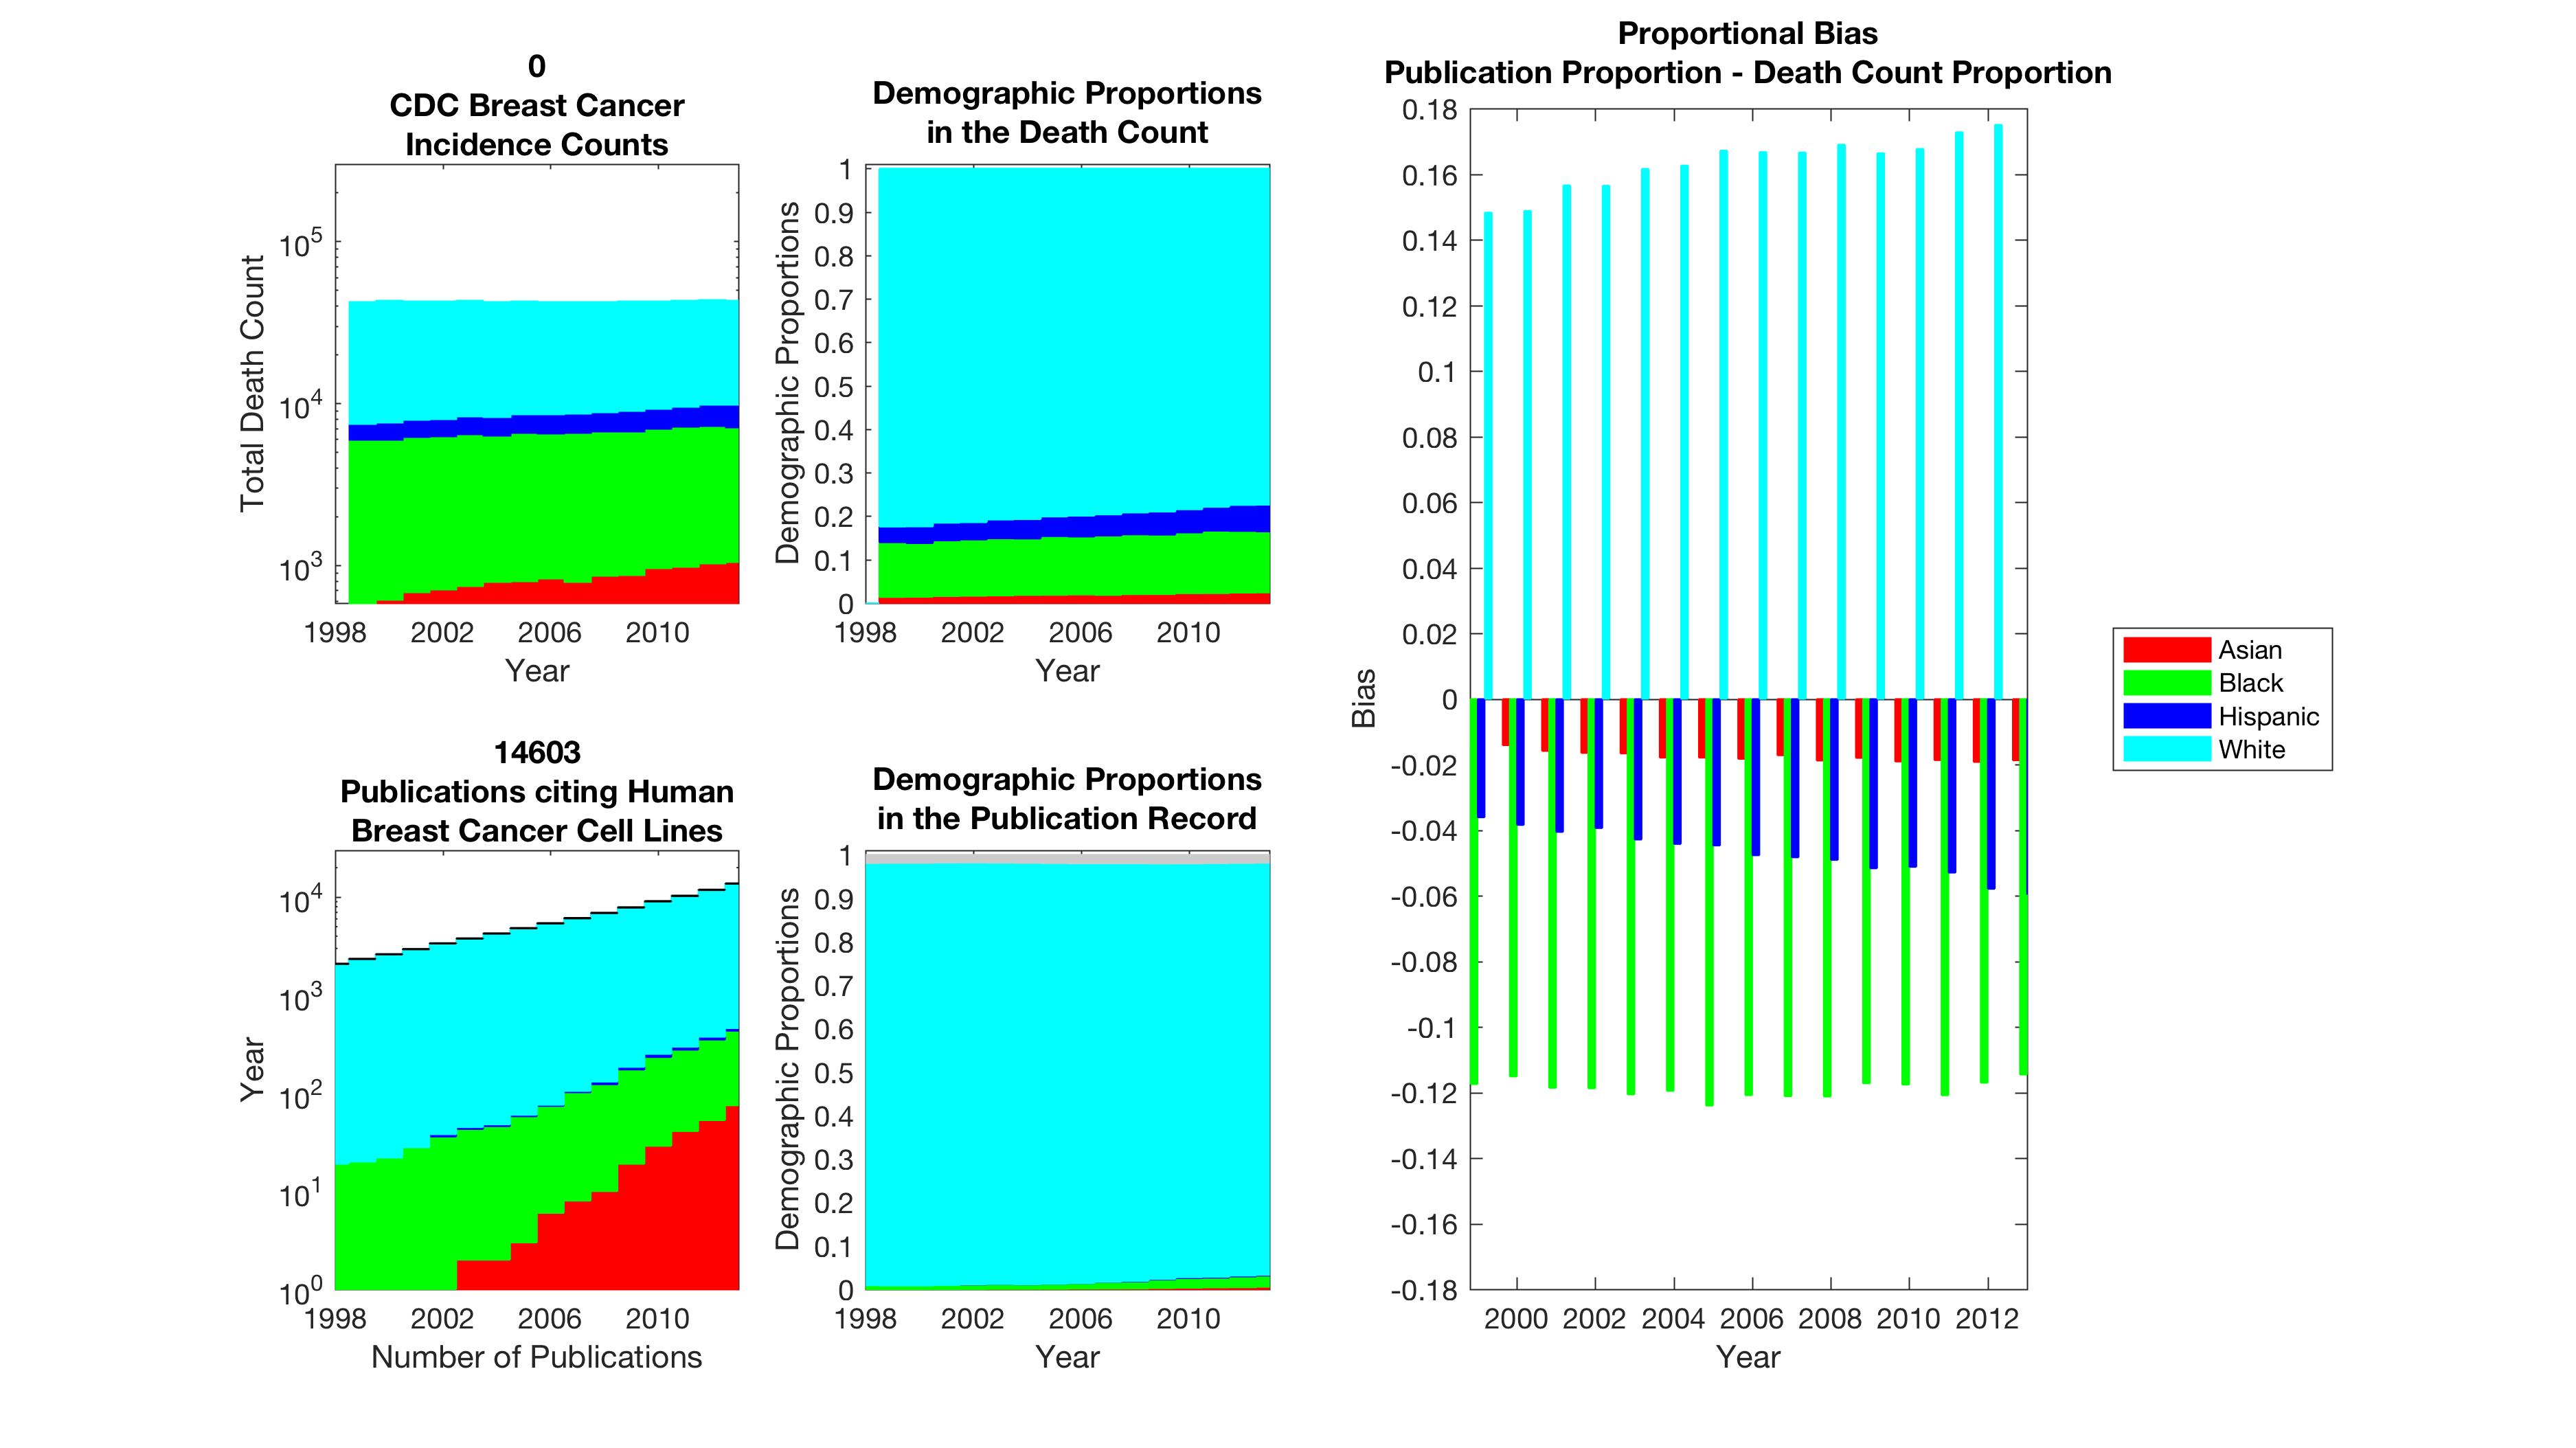 0
CDC Breast Cancer
Incidence Counts
Total Death Count
10^5
10^4
10^3
1998 2002 2006 2010
Year
Demographic Proportions
in the Death Count
Demographic Proportions
1
0.9
0.8
0.7
0.6
0.5
0.4
0.3
0.2
0.1
0
1998 2002 2006 2010
Year
14603
Publications citing Human
Breast Cancer Cell Lines
Year
10^4
10^3
10^2
10^1
10^0
1998 2002 2006 2010
Number of Publications
Demographic Proportions
in the Publication Record
Demographic Proportions
1
0.9
0.8
0.7
0.6
0.5
0.4
0.3
0.2
0.1
0
1998 2002 2006 2010
Year
Proportional Bias
Publication Proportion - Death Count Proportion
Bias
0.18
0.16
0.14
0.12
0.1
0.08
0.06
0.04
0.02
0
-0.02
-0.04
-0.06
-0.08
-0.1
-0.12
-0.14
-0.16
-0.18
2000 2002 2004 2006 2008 2010 2012
Year
Asian
Black
Hispanic
White